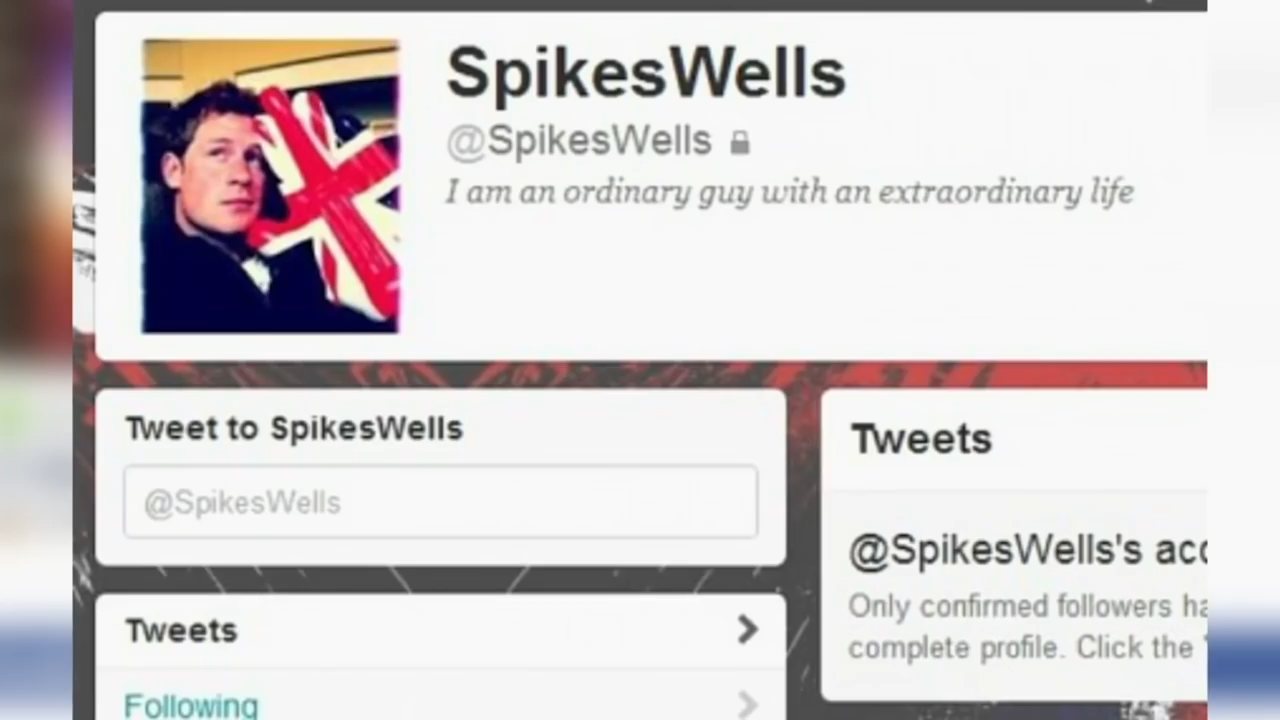 SpikesWells
@SpikesWells
I am an ordinary guy with an extraordinary life
Tweet to SpikesWells
@SpikesWells
Tweets
Following
Tweets
@SpikesWells's
Only confirmed followers
complete profile. Click the